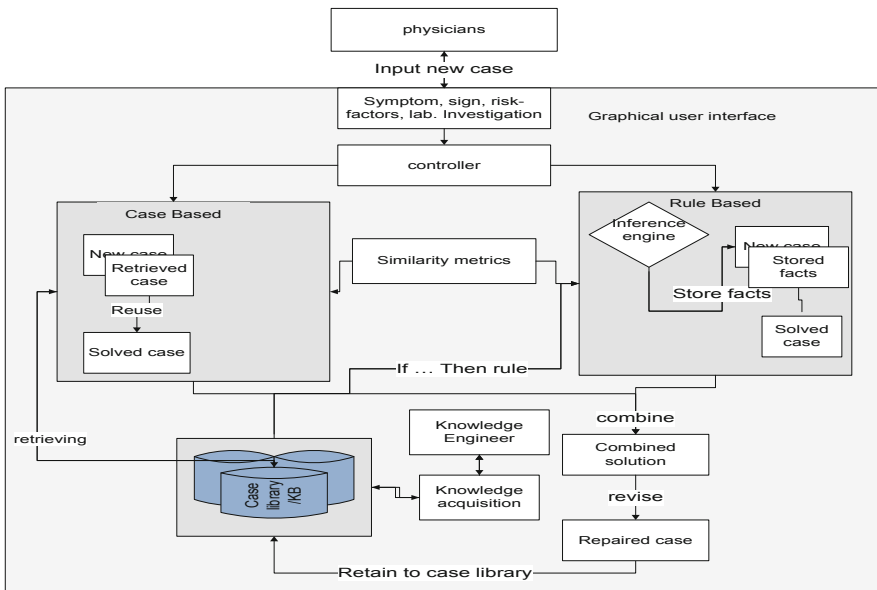 physicians
Input new case
Symptom, sign, risk-
factors, lab. Investigation
Graphical user interface
controller
Case Based
New case
Retrieved
case
Reuse
Solved case
Similarity metrics
Rule Based
Inference
engine
New case
Stored
facts
Store facts
Solved
case
If ... Then rule
retrieving
combine
Knowledge
Engineer
Combined
solution
Case
library
/KB
Knowledge
acquisition
revise
Repaired case
Retain to case library